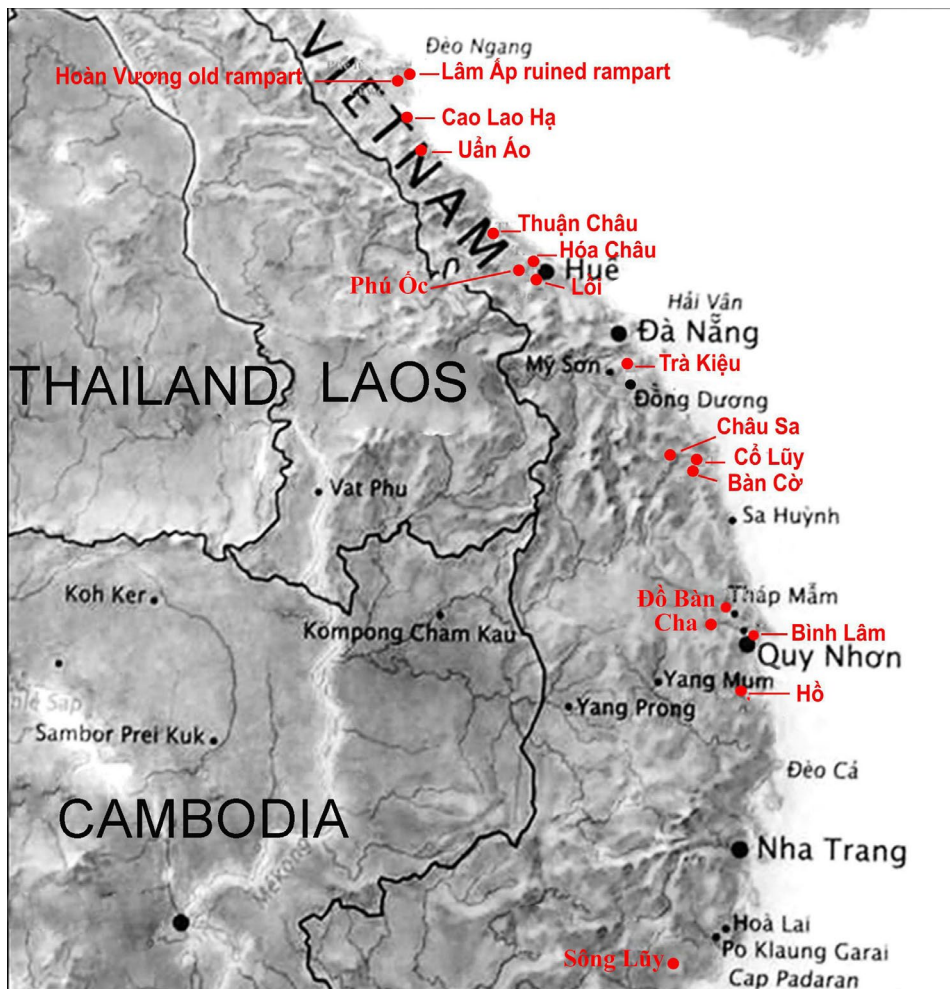 Đèo Ngang
Hoàn Vương old rampart
Lâm Ấp ruined rampart
VIETNAM
Cao Lao Hạ
Uẩn Áo
Thuận Châu
Hóa Châu
Phú Ốc
Huế
Lồi
Hải Vân
Đà Nẵng
THAILAND
LAOS
Mỹ Sơn
Trà Kiệu
Đồng Dương
Châu Sa
Cổ Lũy
Bàn Cờ
Vat Phu
Sa Huỳnh
Koh Ker
Đồ Bàn
Tháp Mẫm
Cha
Kompong Cham Kau
Bình Lâm
Quy Nhơn
Yang Mum
Hồ
Sap
Yang Prong
Sambor Prei Kuk
Đèo Cả
CAMBODIA
Mekong
Nha Trang
Hoà Lai
Po Klaung Garai
Sông Lũy
Cap Padaran